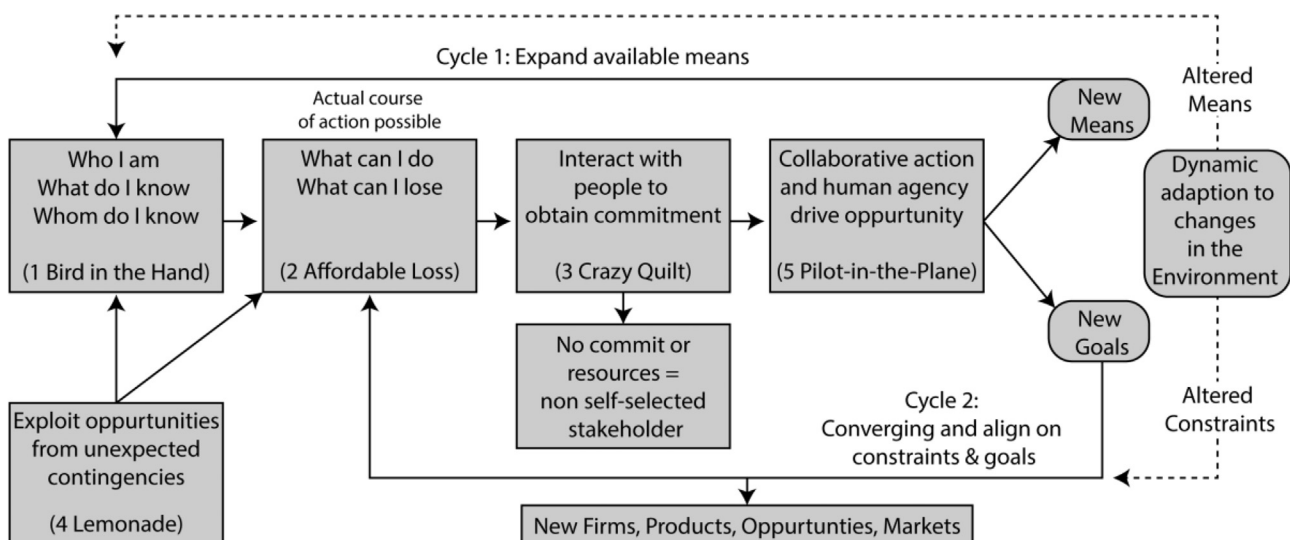 Cycle 1: Expand available means
Altered
Means
Actual course
of action possible
New
Means
Who I am
What do I know
Whom do I know
(1 Bird in the Hand)
What can I do
What can I lose
(2 Affordable Loss)
Interact with
people to
obtain commitment
(3 Crazy Quilt)
Collaborative action
and human agency
drive oppurtunity
(5 Pilot-in-the-Plane)
Dynamic
adaption to
changes
in the
Environment
New
Goals
No commit or
resources =
non self-selected
stakeholder
Exploit oppurtunities
from unexpected
contingencies
(4 Lemonade)
Cycle 2:
Converging and align on
constraints & goals
Altered
Constraints
New Firms, Products, Oppurtunties, Markets